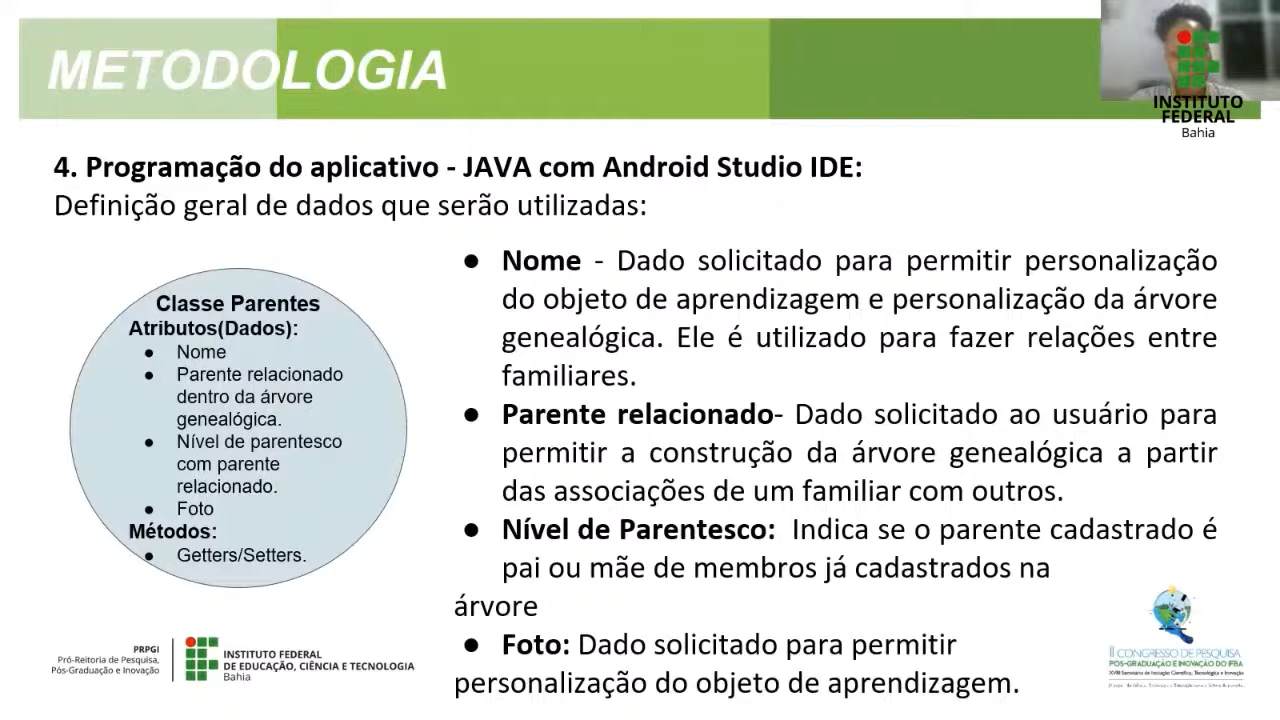 METODOLOGIA
INSTITUTO
FEDERAL
Bahia
4. Programação do aplicativo - JAVA com Android Studio IDE:
Definição geral de dados que serão utilizadas:
Classe Parentes
Atributos(Dados):
● Nome
● Parente relacionado
dentro da árvore
genealógica.
● Nível de parentesco
com parente
relacionado.
● Foto
Métodos:
● Getters/Setters.
● Nome - Dado solicitado para permitir personalização
do objeto de aprendizagem e personalização da árvore
genealógica. Ele é utilizado para fazer relações entre
familiares.
● Parente relacionado- Dado solicitado ao usuário para
permitir a construção da árvore genealógica a partir
das associações de um familiar com outros.
● Nível de Parentesco: Indica se o parente cadastrado é
pai ou mãe de membros já cadastrados na
árvore
● Foto: Dado solicitado para permitir
personalização do objeto de aprendizagem.
PRPGI
Pró-Reitoria de Pesquisa,
Pós-Graduação e Inovação
INSTITUTO FEDERAL
DE EDUCAÇÃO, CIÊNCIA E TECNOLOGIA
Bahia
II CONGRESSO DE PESQUISA
PÓS-GRADUAÇÃO E INOVAÇÃO DO IFBA
XVIII Seminário de Iniciação Científica, Tecnológica e Inovação